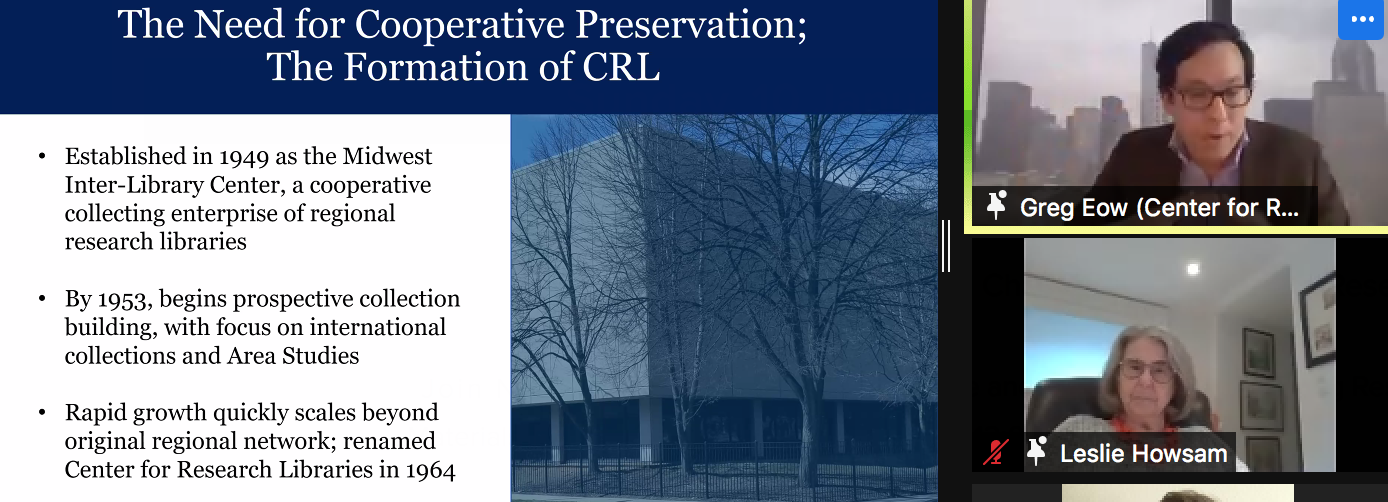 The Need for Cooperative Preservation;
The Formation of CRL
• Established in 1949 as the Midwest
Inter-Library Center, a cooperative
collecting enterprise of regional
research libraries
• By 1953, begins prospective collection
building, with focus on international
collections and Area Studies
• Rapid growth quickly scales beyond
original regional network; renamed
Center for Research Libraries in 1964
Greg Eow (Center for R...
Leslie Howsam